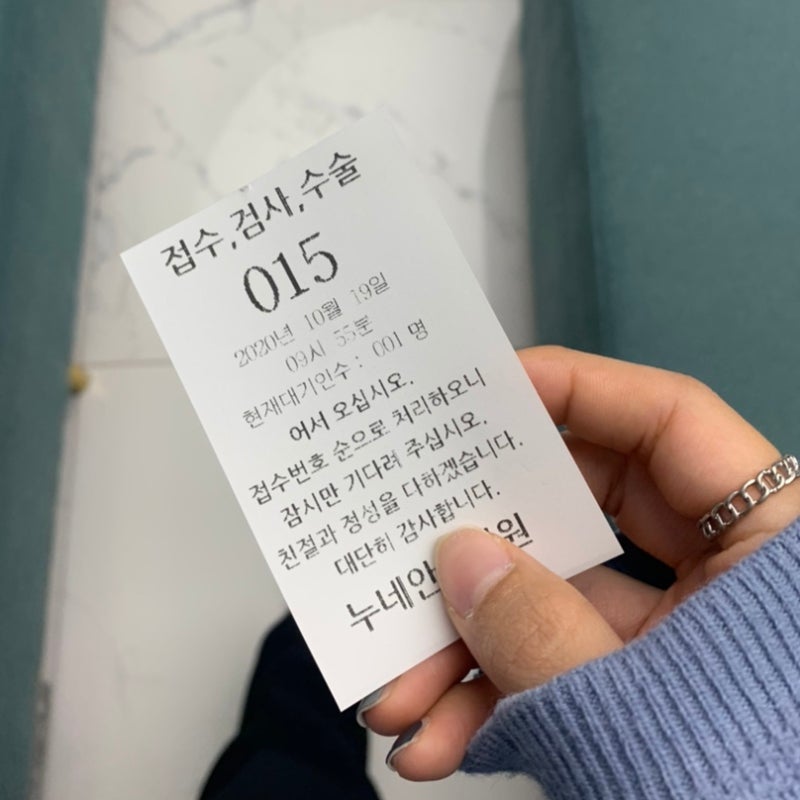 접수,검사,수술
015
2020년 10월 19일
09시 55분
현재대기인수 : 001 명
어서 오십시오.
접수번호 순으로 처리하오니
잠시만 기다려 주십시오.
친절과 정성을 다하겠습니다.
대단히 감사합니다.